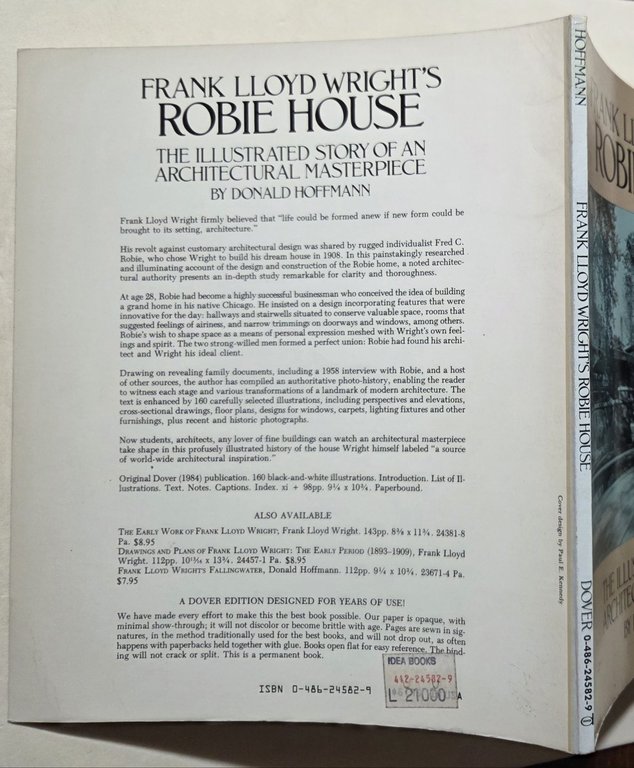 FRANK LLOYD WRIGHT'S
ROBIE HOUSE
THE ILLUSTRATED STORY OF AN
ARCHITECTURAL MASTERPIECE
BY DONALD HOFFMANN
Frank Lloyd Wright firmly believed that "life could be formed anew if new form could be
brought to its setting, architecture."
His revolt against customary architectural design was shared by rugged individualist Fred C.
Robie, who chose Wright to build his dream house in 1908. In this painstakingly researched
and illuminating account of the design and construction of the Robie home, a noted architec-
tural authority presents an in-depth study remarkable for clarity and thoroughness.
At age 28, Robie had become a highly successful businessman who conceived the idea of building
a grand home in his native Chicago. He insisted on a design incorporating features that were
innovative for the day: hallways and stairwells situated to conserve valuable space, rooms that
suggested feelings of airiness, and narrow trimmings on doorways and windows, among others.
Robie's wish to shape space as a means of personal expression meshed with Wright's own feel-
ings and spirit. The two strong-willed men formed a perfect union: Robie had found his archi-
tect and Wright his ideal client.
Drawing on revealing family documents, including a 1958 interview with Robie, and a host
of other sources, the author has compiled an authoritative photo-history, enabling the reader
to witness each stage and various transformations of a landmark of modern architecture. The
text is enhanced by 160 carefully selected illustrations, including perspectives and elevations,
cross-sectional drawings, floor plans, designs for windows, carpets, lighting fixtures and other
furnishings, plus recent and historic photographs.
Now students, architects, any lover of fine buildings can watch an architectural masterpiece
take shape in this profusely illustrated history of the house Wright himself labeled "a source
of world-wide architectural inspiration."
Original Dover (1984) publication. 160 black-and-white illustrations. Introduction. List of Il-
lustrations. Text. Notes. Captions. Index. xi + 98pp. 9¼ x 10¾. Paperbound.
ALSO AVAILABLE
THE EARLY WORK OF FRANK LLOYD WRIGHT, Frank Lloyd Wright. 143pp. 8⅜ x 11¾. 24381-8
Pa. $8.95
DRAWINGS AND PLANS OF FRANK LLOYD WRIGHT: THE EARLY PERIOD (1893–1909), Frank Lloyd
Wright. 112pp. 10¹⁵⁄₁₆ x 13¾. 24457-1 Pa. $8.95
FRANK LLOYD WRIGHT'S FALLINGWATER, Donald Hoffmann. 112pp. 9¼ x 10¾. 23671-4 Pa.
$7.95
A DOVER EDITION DESIGNED FOR YEARS OF USE!
We have made every effort to make this the best book possible. Our paper is opaque, with
minimal show-through; it will not discolor or become brittle with age. Pages are sewn in sig-
natures, in the method traditionally used for the best books, and will not drop out, as often
happens with paperbacks held together with glue. Books open flat for easy reference. The bind-
ing will not crack or split. This is a permanent book.
ISBN 0-486-24582-9
IDEA BOOKS
442-24582-9
L 21000
Cover design by Paul E. Kennedy
HOFFMANN
FRANK LLOYD WRIGHT'S ROBIE HOUSE
DOVER 0-486-24582-9